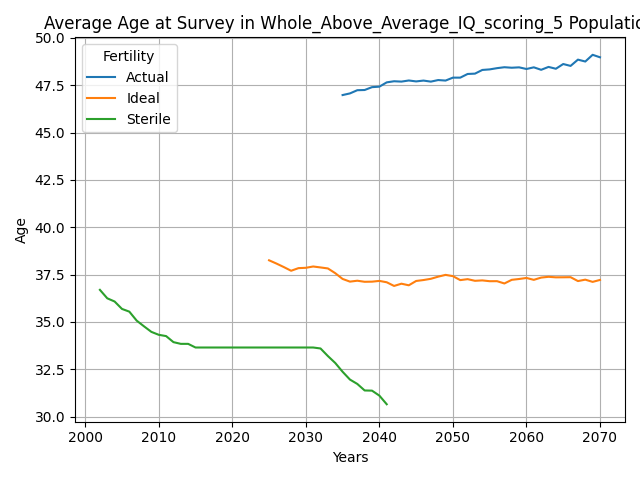 Average Age at Survey in Whole_Above_Average_IQ_scoring_5 Populatio
Fertility
Actual
Ideal
Sterile
50.0
47.5
45.0
42.5
40.0
37.5
35.0
32.5
30.0
Age
2000 2010 2020 2030 2040 2050 2060 2070
Years